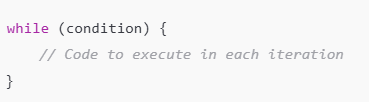 while (condition) {
    // Code to execute in each iteration
}